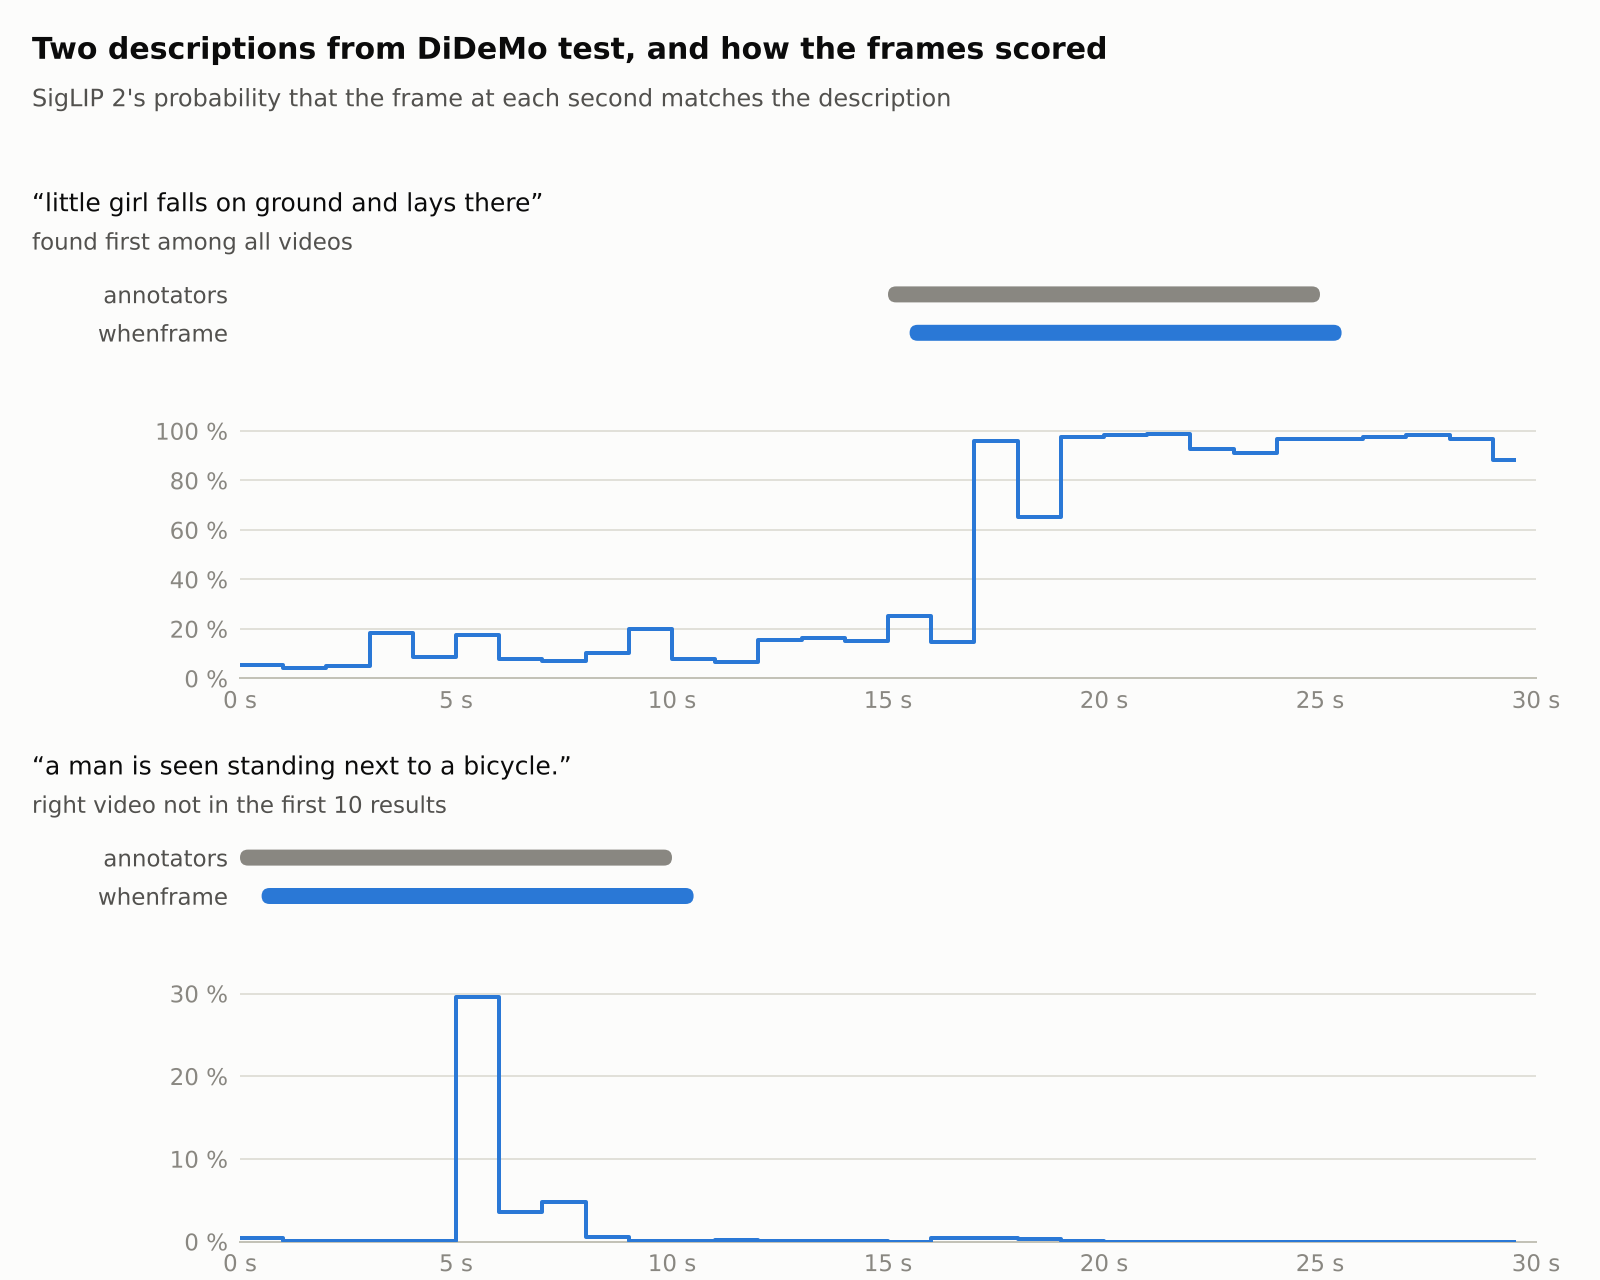 Two descriptions from DiDeMo test, and how the frames scored
SigLIP 2's probability that the frame at each second matches the description
“little girl falls on ground and lays there”
found first among all videos
annotators
whenframe
100 %
80 %
60 %
40 %
20 %
0 %
0 s 5 s 10 s 15 s 20 s 25 s 30 s
“a man is seen standing next to a bicycle.”
right video not in the first 10 results
annotators
whenframe
30 %
20 %
10 %
0 %
0 s 5 s 10 s 15 s 20 s 25 s 30 s